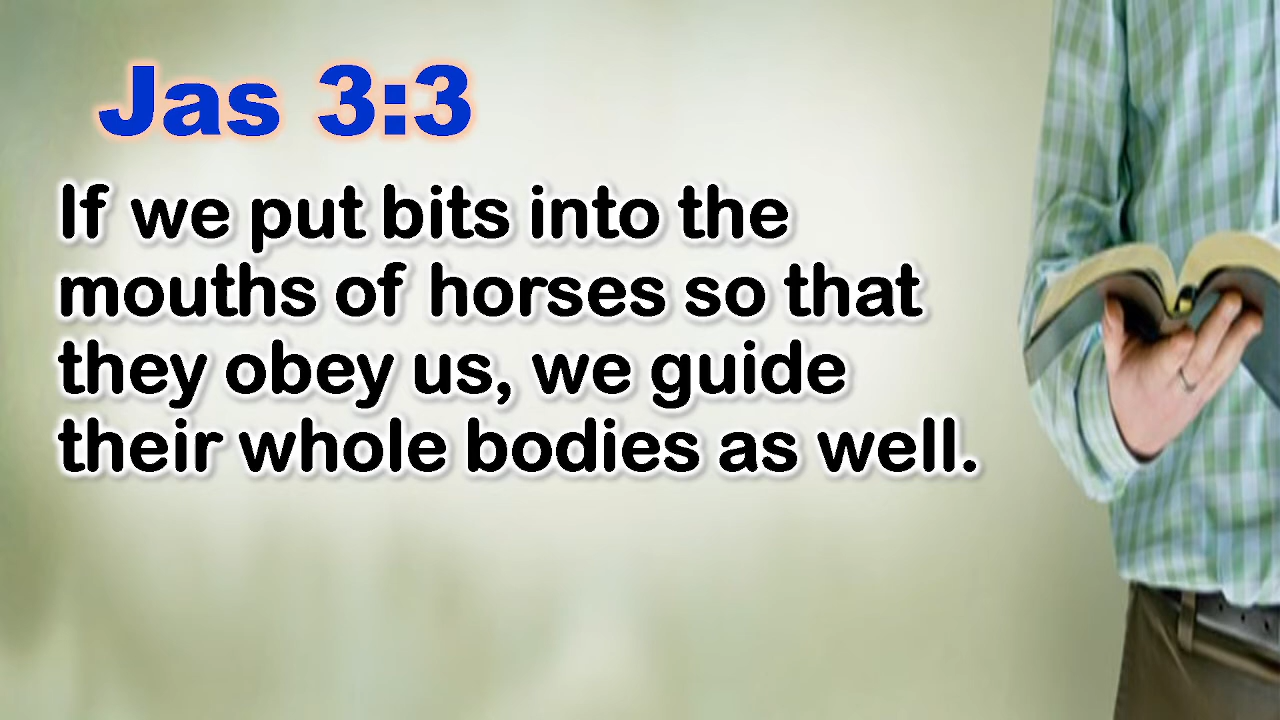 Jas 3:3
If we put bits into the
mouths of horses so that
they obey us, we guide
their whole bodies as well.